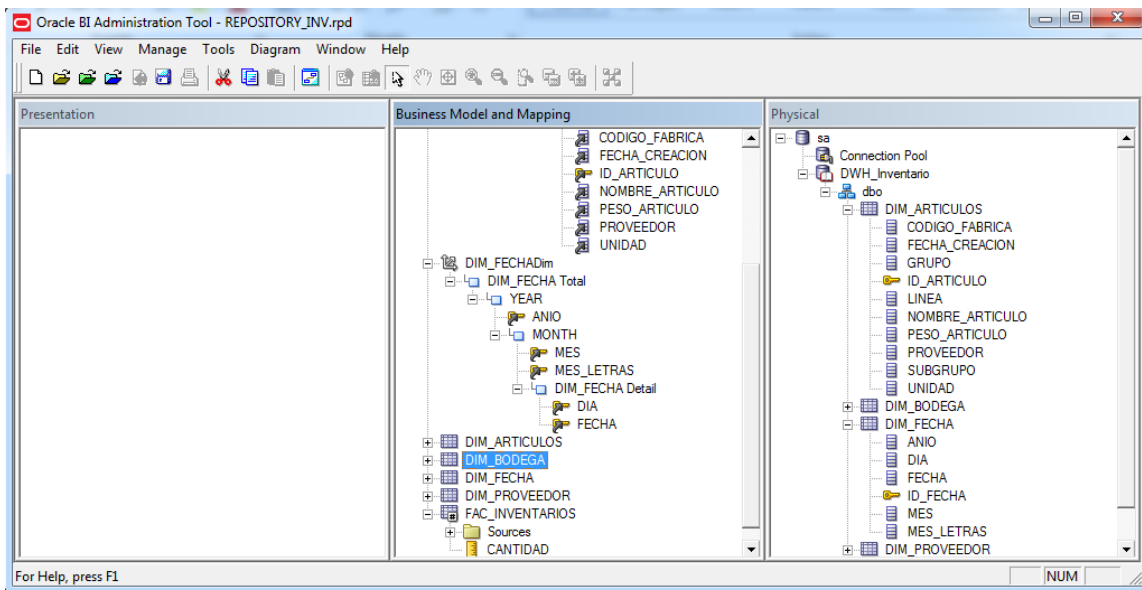 Oracle BI Administration Tool - REPOSITORY_INV.rpd
File Edit View Manage Tools Diagram Window Help
Presentation
Business Model and Mapping
CODIGO_FABRICA
FECHA_CREACION
ID_ARTICULO
NOMBRE_ARTICULO
PESO_ARTICULO
PROVEEDOR
UNIDAD
DIM_FECHADim
DIM_FECHA Total
YEAR
ANIO
MONTH
MES
MES_LETRAS
DIM_FECHA Detail
DIA
FECHA
DIM_ARTICULOS
DIM_BODEGA
DIM_FECHA
DIM_PROVEEDOR
FAC_INVENTARIOS
Sources
CANTIDAD
Physical
sa
Connection Pool
DWH_Inventario
dbo
DIM_ARTICULOS
CODIGO_FABRICA
FECHA_CREACION
GRUPO
ID_ARTICULO
LINEA
NOMBRE_ARTICULO
PESO_ARTICULO
PROVEEDOR
SUBGRUPO
UNIDAD
DIM_BODEGA
DIM_FECHA
ANIO
DIA
FECHA
ID_FECHA
MES
MES_LETRAS
DIM_PROVEEDOR
For Help, press F1
NUM